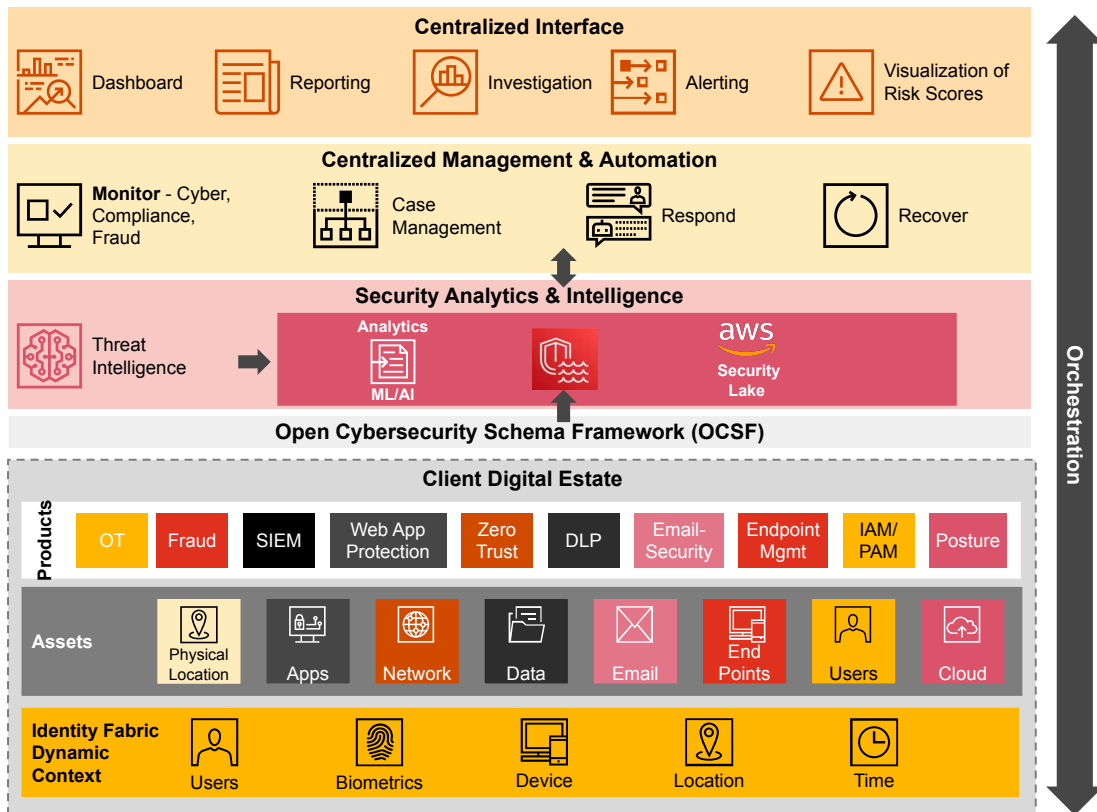 Centralized Interface
Dashboard
Reporting
Investigation
Alerting
Visualization of
Risk Scores
Centralized Management & Automation
Monitor - Cyber,
Compliance,
Fraud
Case
Management
Respond
Recover
Security Analytics & Intelligence
Threat
Intelligence
Analytics
ML/AI
aws
Security
Lake
Open Cybersecurity Schema Framework (OCSF)
Orchestration
Client Digital Estate
Products
OT
Fraud
SIEM
Web App
Protection
Zero
Trust
DLP
Email-
Security
Endpoint
Mgmt
IAM/
PAM
Posture
Assets
Physical
Location
Apps
Network
Data
Email
End
Points
Users
Cloud
Identity Fabric
Dynamic
Context
Users
Biometrics
Device
Location
Time